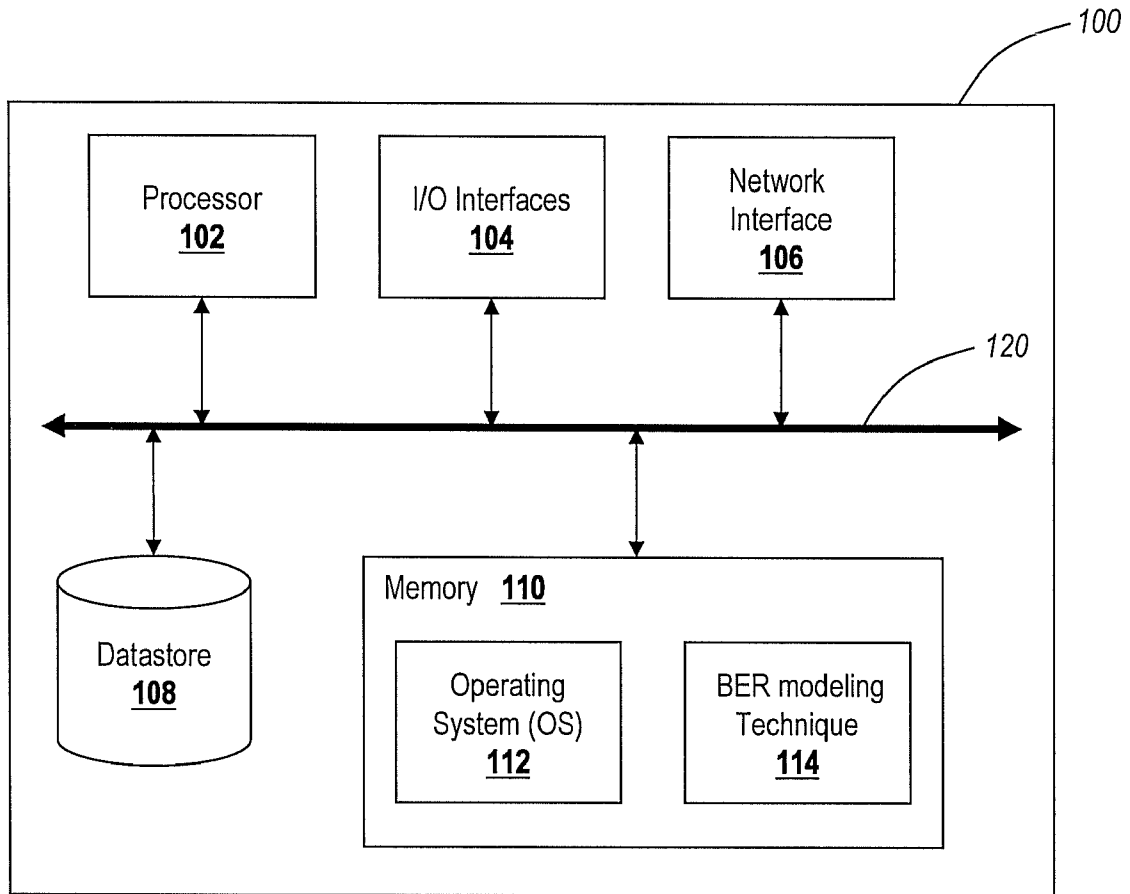 100
Processor
102
I/O Interfaces
104
Network
Interface
106
120
Datastore
108
Memory 110
Operating
System (OS)
112
BER modeling
Technique
114